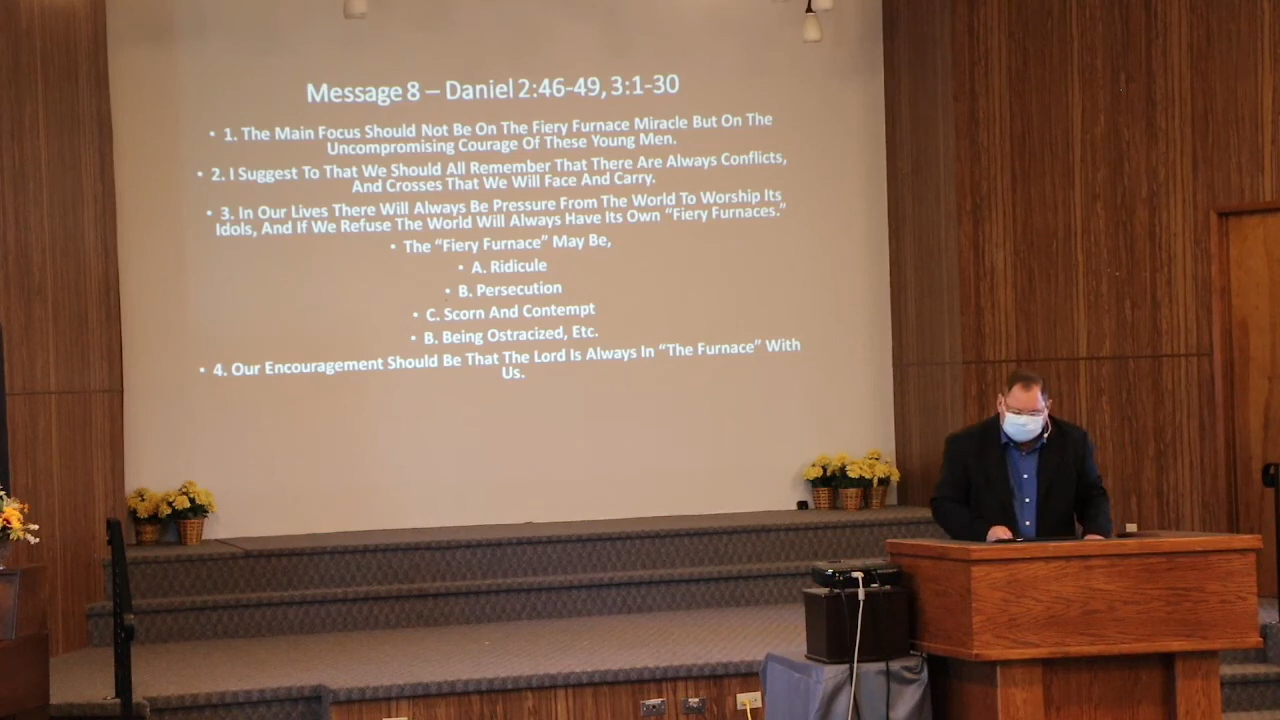 Message 8 – Daniel 2:46-49, 3:1-30
• 1. The Main Focus Should Not Be On The Fiery Furnace Miracle But On The
Uncompromising Courage Of These Young Men.
• 2. I Suggest To That We Should All Remember That There Are Always Conflicts,
And Crosses That We Will Face And Carry.
• 3. In Our Lives There Will Always Be Pressure From The World To Worship Its
Idols, And If We Refuse The World Will Always Have Its Own “Fiery Furnaces.”
• The “Fiery Furnace” May Be,
• A. Ridicule
• B. Persecution
• C. Scorn And Contempt
• B. Being Ostracized, Etc.
• 4. Our Encouragement Should Be That The Lord Is Always In “The Furnace” With
Us.